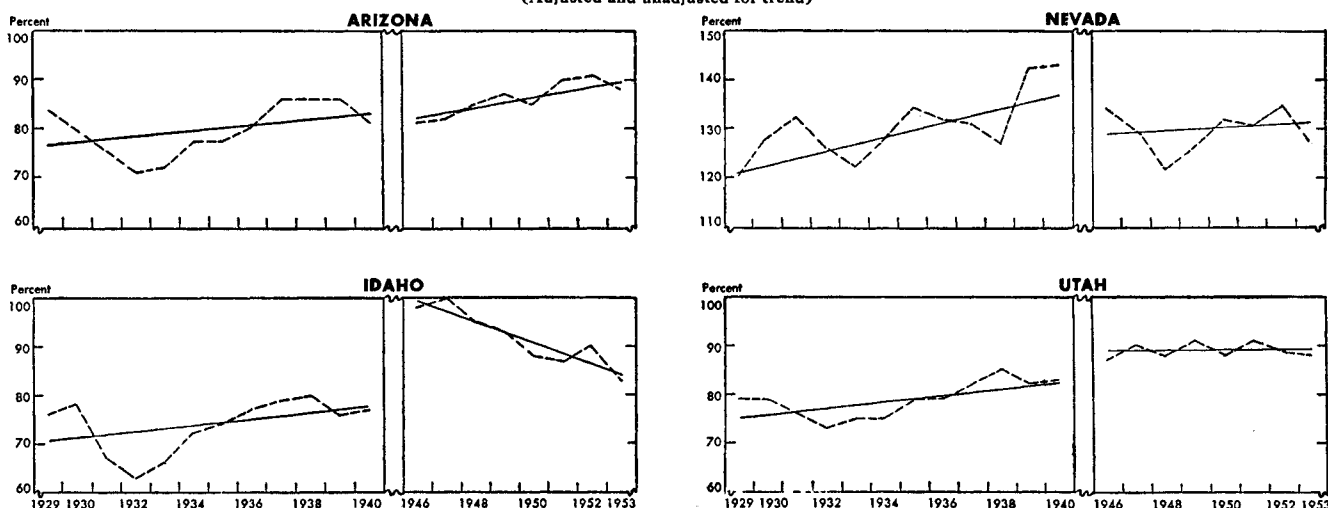 (Adjusted and unadjusted for trend)
Percent ARIZONA
100
90
80
70
60
Percent NEVADA
150
140
130
120
110
Percent IDAHO
100
90
80
70
60
1929 1930 1932 1934 1936 1938 1940 1946 1948 1950 1952 1953
Percent UTAH
100
90
80
70
60
1929 1930 1932 1934 1936 1938 1940 1946 1948 1950 1952 1953